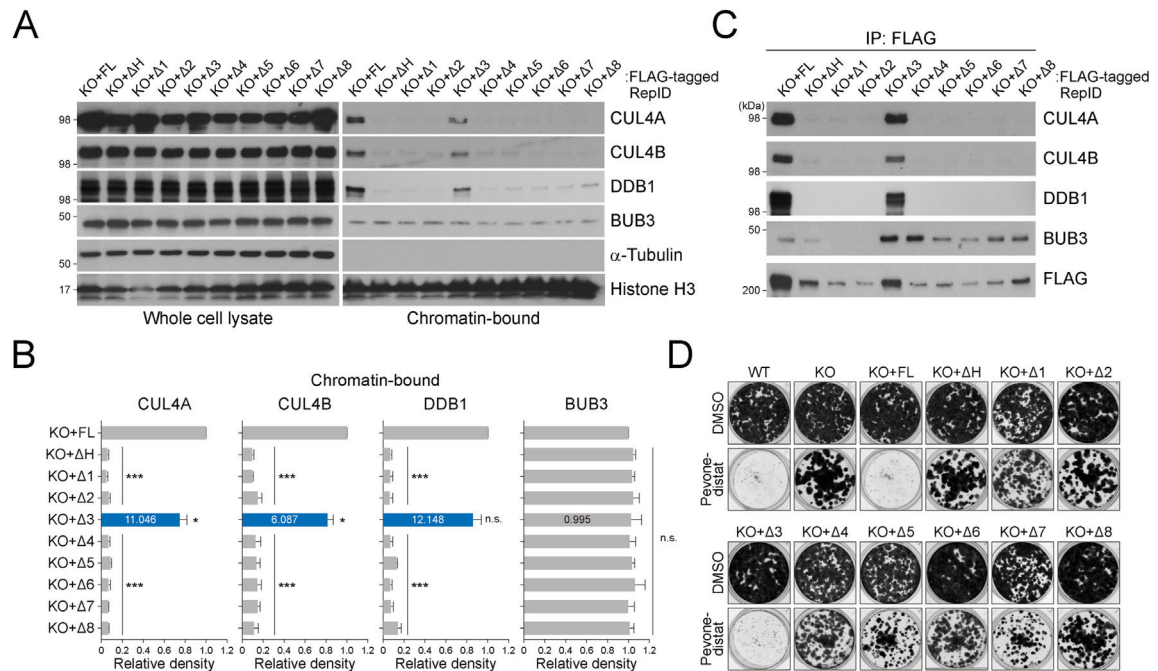 A
KO+FL KO+ΔH KO+Δ1 KO+Δ2 KO+Δ3 KO+Δ4 KO+Δ5 KO+Δ6 KO+Δ7 KO+Δ8 KO+FL KO+ΔH KO+Δ1 KO+Δ2 KO+Δ3 KO+Δ4 KO+Δ5 KO+Δ6 KO+Δ7 KO+Δ8 :FLAG-tagged
RepID
98 CUL4A
98 CUL4B
98 DDB1
50 BUB3
50 α-Tubulin
17 Histone H3
Whole cell lysate Chromatin-bound
C
IP: FLAG
KO+FL KO+ΔH KO+Δ1 KO+Δ2 KO+Δ3 KO+Δ4 KO+Δ5 KO+Δ6 KO+Δ7 KO+Δ8 :FLAG-tagged
RepID
(kDa)
98 CUL4A
98 CUL4B
98 DDB1
50 BUB3
200 FLAG
B
Chromatin-bound
CUL4A CUL4B DDB1 BUB3
KO+FL
KO+ΔH
KO+Δ1 *** *** ***
KO+Δ2
KO+Δ3 11.046 * 6.087 * 12.148 n.s. 0.995
KO+Δ4 n.s.
KO+Δ5
KO+Δ6 *** *** ***
KO+Δ7
KO+Δ8
0 0.2 0.4 0.6 0.8 1.0 1.2 0 0.2 0.4 0.6 0.8 1.0 1.2 0 0.2 0.4 0.6 0.8 1.0 1.2 0 0.2 0.4 0.6 0.8 1.0 1.2
Relative density Relative density Relative density Relative density
D
WT KO KO+FL KO+ΔH KO+Δ1 KO+Δ2
DMSO
Pevone-
distat
KO+Δ3 KO+Δ4 KO+Δ5 KO+Δ6 KO+Δ7 KO+Δ8
DMSO
Pevone-
distat